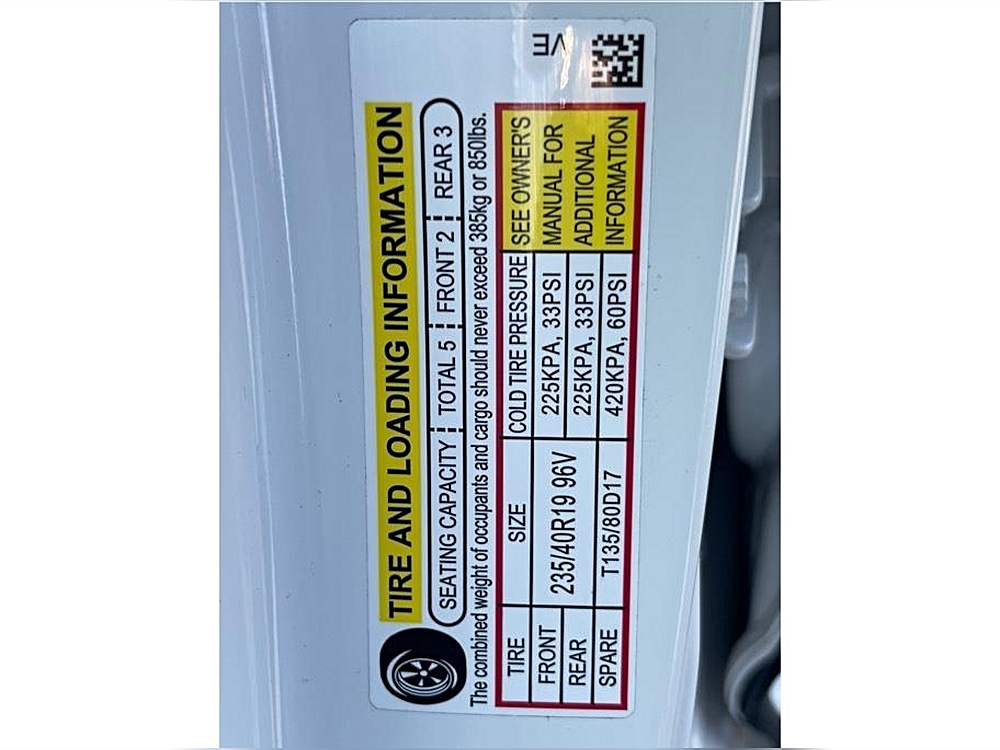 VE
TIRE AND LOADING INFORMATION
SEATING CAPACITY TOTAL 5 FRONT 2 REAR 3
The combined weight of occupants and cargo should never exceed 385kg or 850lbs.
TIRE SIZE COLD TIRE PRESSURE SEE OWNER'S
FRONT 235/40R19 96V 225KPA, 33PSI MANUAL FOR
REAR 225KPA, 33PSI ADDITIONAL
SPARE T135/80D17 420KPA, 60PSI INFORMATION